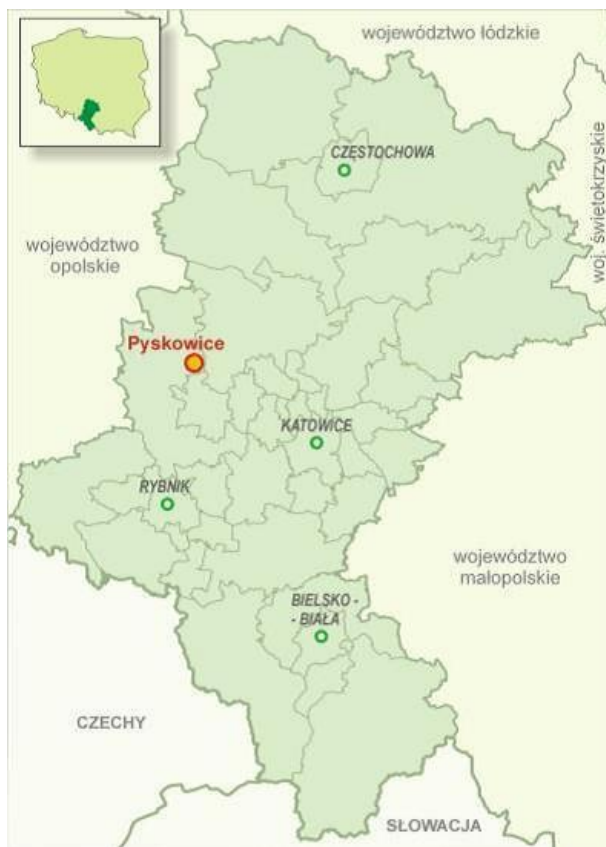 województwo łódzkie
CZĘSTOCHOWA
woj. świętokrzyskie
województwo
opolskie
Pyskowice
KATOWICE
RYBNIK
województwo
małopolskie
BIELSKO -
- BIAŁA
CZECHY
SŁOWACJA